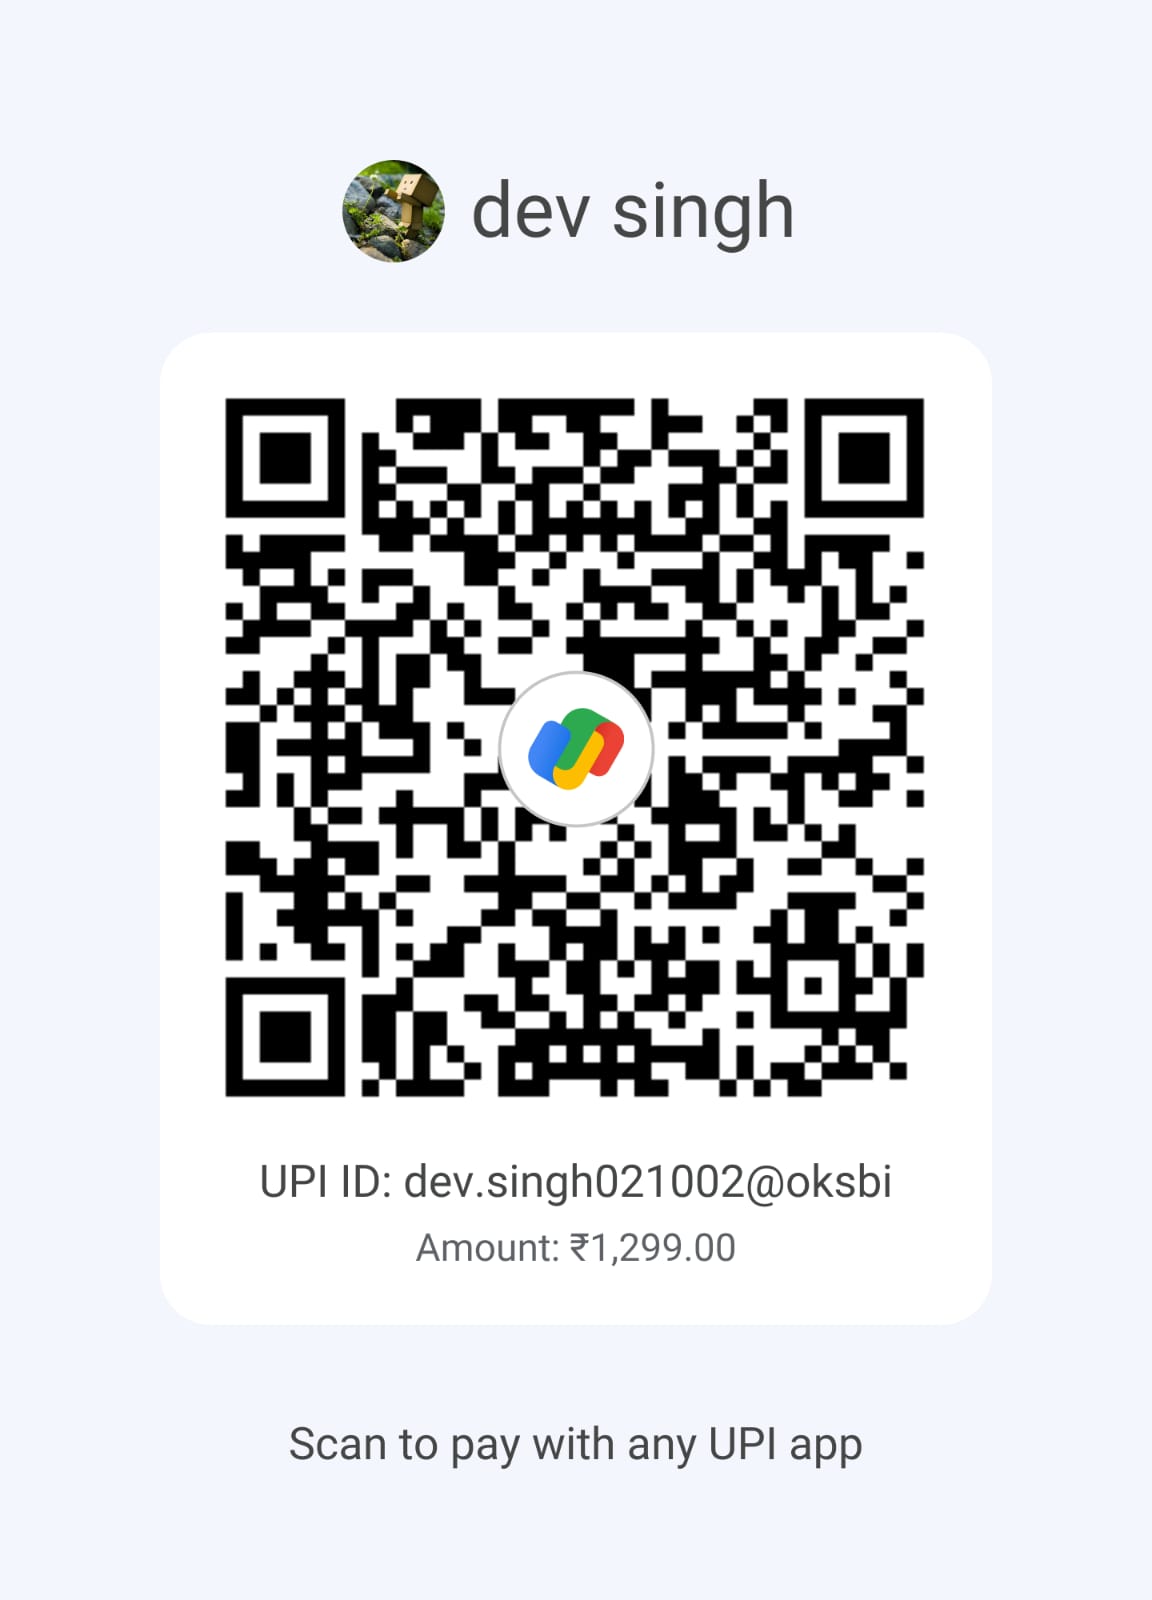 dev singh
UPI ID: dev.singh021002@oksbi
Amount: ₹1,299.00
Scan to pay with any UPI app